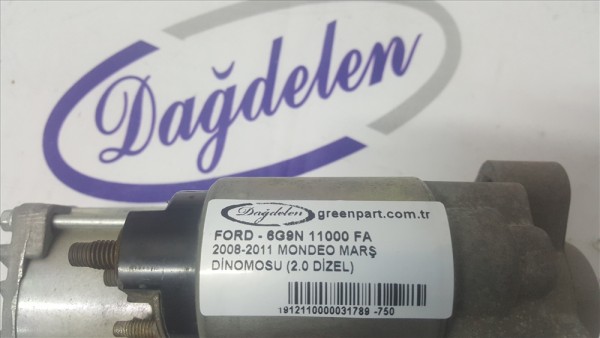 Dağdelen
Dağdelen greenpart.com.tr
FORD - 6G9N 11000 FA
2008-2011 MONDEO MARŞ
DİNOMOSU (2.0 DİZEL)
1912110000031789 -750